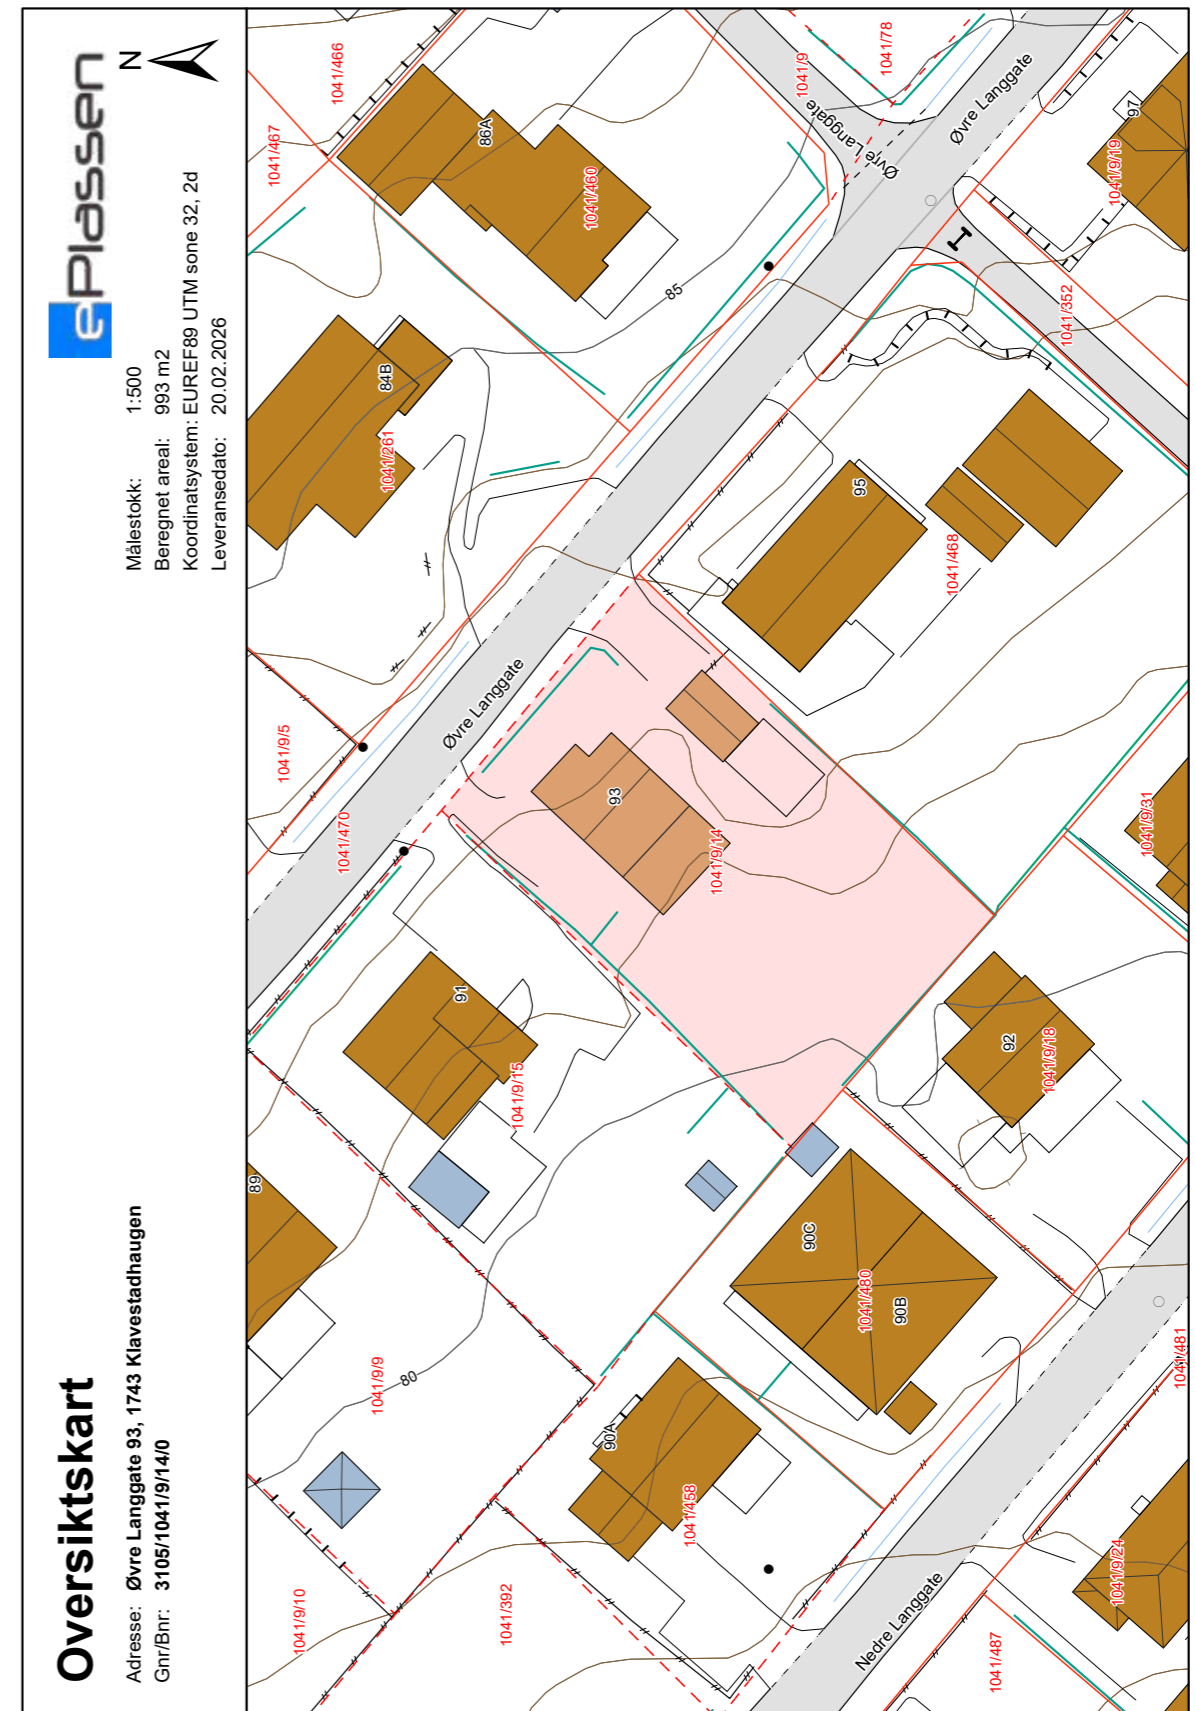 Oversiktskart
Adresse: Øvre Langgate 93, 1743 Klavestadhaugen
Gnr/Bnr: 3105/1041/9/14/0
Målestokk: 1:500
Beregnet areal: 993 m2
Koordinatsystem: EUREF89 UTM sone 32, 2d
Leveransedato: 20.02.2026
ePlassen
N
1041/466
1041/467
86A
1041/460
1041/9
1041/78
Øvre Langgate
Øvre Langgate
97
1041/9/19
1041/352
85
84B
1041/261
95
1041/468
1041/9/5
1041/470
Øvre Langgate
93
1041/9/14
1041/9/31
91
1041/9/15
92
1041/9/18
89
90C
1041/480
90B
1041/9/9
80
90A
1041/458
1041/9/10
1041/392
Nedre Langgate
1041/481
1041/9/24
1041/487